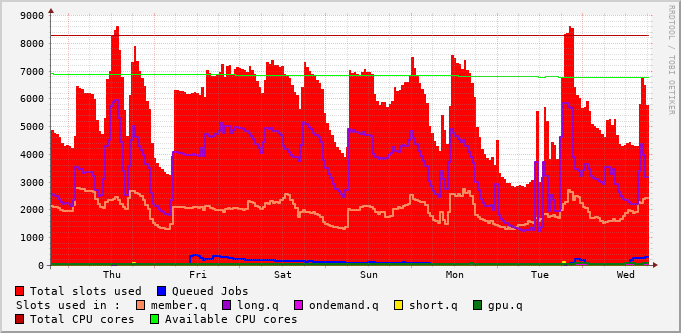 9000
8000
7000
6000
5000
4000
3000
2000
1000
0
Thu Fri Sat Sun Mon Tue Wed
Total slots used Queued Jobs
Slots used in : member.q long.q ondemand.q short.q gpu.q
Total CPU cores Available CPU cores
RRDTOOL / TOBI OETIKER